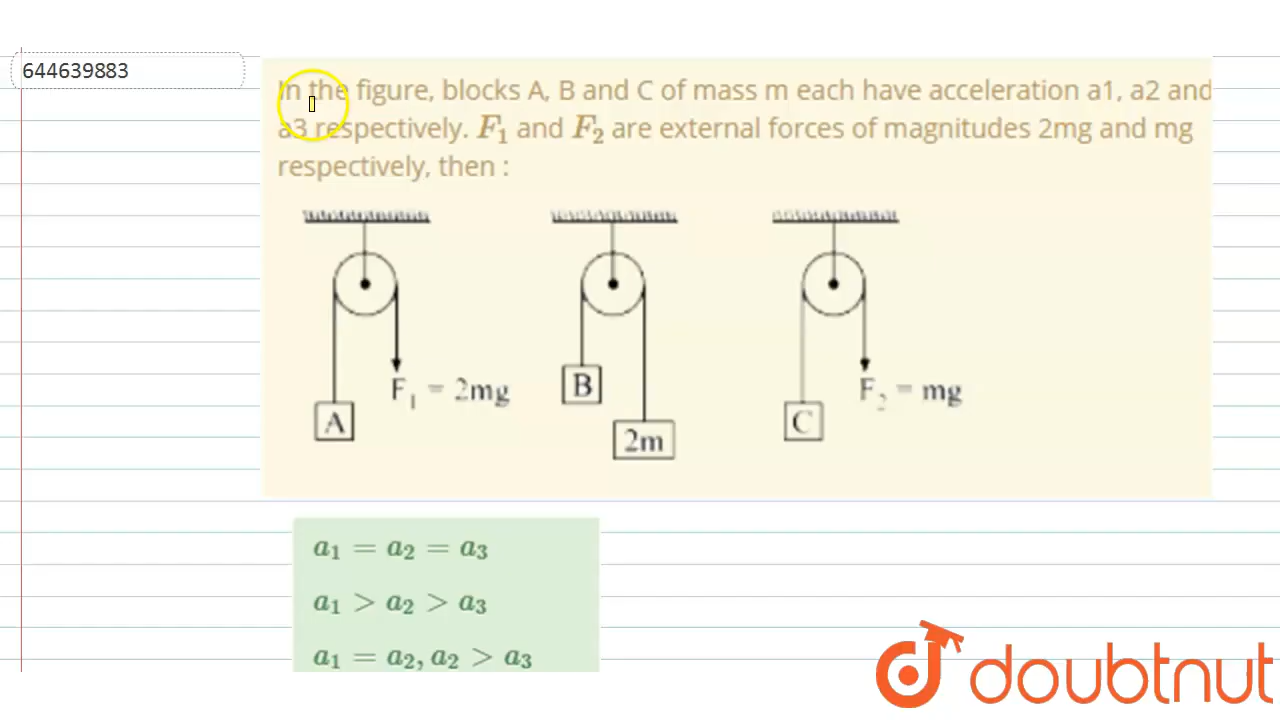 644639883
In the figure, blocks A, B and C of mass m each have acceleration a1, a2 and
a3 respectively. F₁ and F₂ are external forces of magnitudes 2mg and mg
respectively, then :
F₁ = 2mg
B
F₂ = mg
A
C
2m
a₁ = a₂ = a₃
a₁ > a₂ > a₃
a₁ = a₂, a₂ > a₃
doubtnut